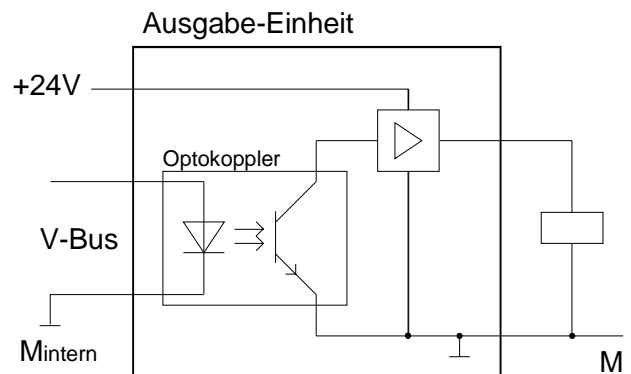 Ausgabe-Einheit
+24V
Optokoppler
V-Bus
Mintern
M